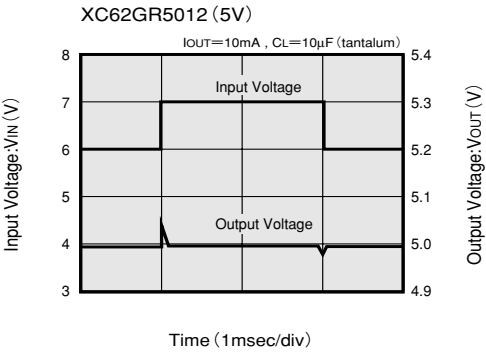 XC62GR5012(5V)
IOUT=10mA , CL=10μF(tantalum)
8
7
6
5
4
3
Input Voltage:VIN(V)
Input Voltage
Output Voltage
5.4
5.3
5.2
5.1
5.0
4.9
Output Voltage:VOUT(V)
Time(1msec/div)